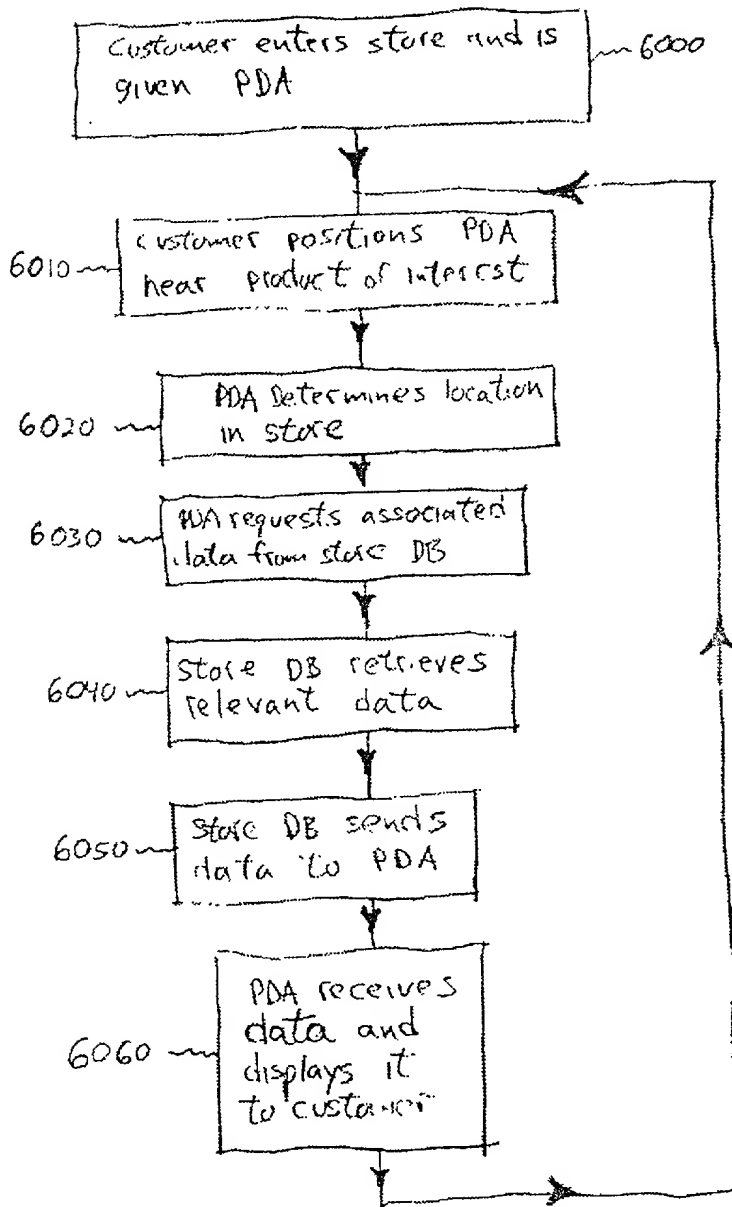 Customer enters store and is
given PDA
6000
Customer positions PDA
near product of interest
6010
PDA Determines location
in store
6020
PDA requests associated
data from store DB
6030
Store DB retrieves
relevant data
6040
Store DB sends
data to PDA
6050
PDA receives
data and
displays it
to customer
6060